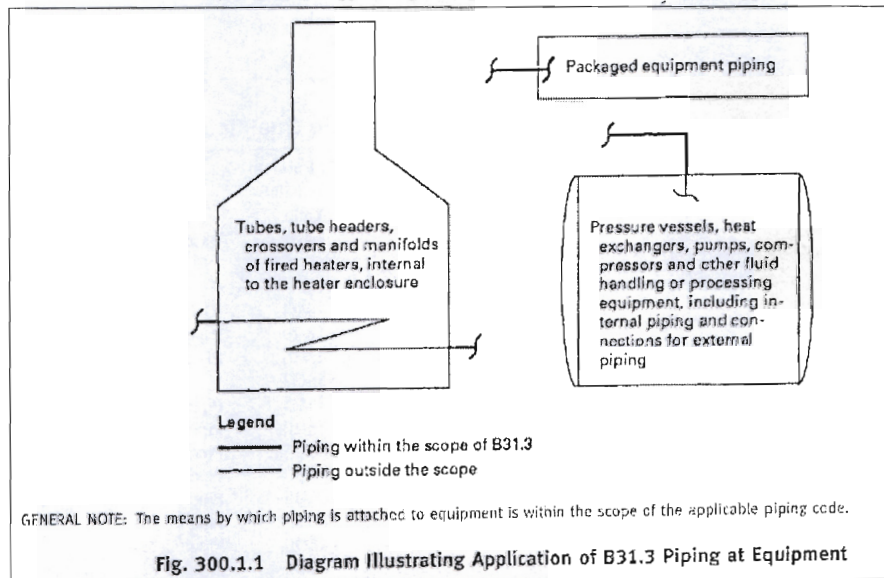 Packaged equipment piping
Tubes, tube headers,
crossovers and manifolds
of fired heaters, internal
to the heater enclosure
Pressure vessels, heat
exchangers, pumps, com-
pressors and other fluid
handling or processing
equipment, including in-
ternal piping and con-
nections for external
piping
Legend
Piping within the scope of B31.3
Piping outside the scope
GENERAL NOTE: The means by which piping is attached to equipment is within the scope of the applicable piping code.
Fig. 300.1.1 Diagram Illustrating Application of B31.3 Piping at Equipment